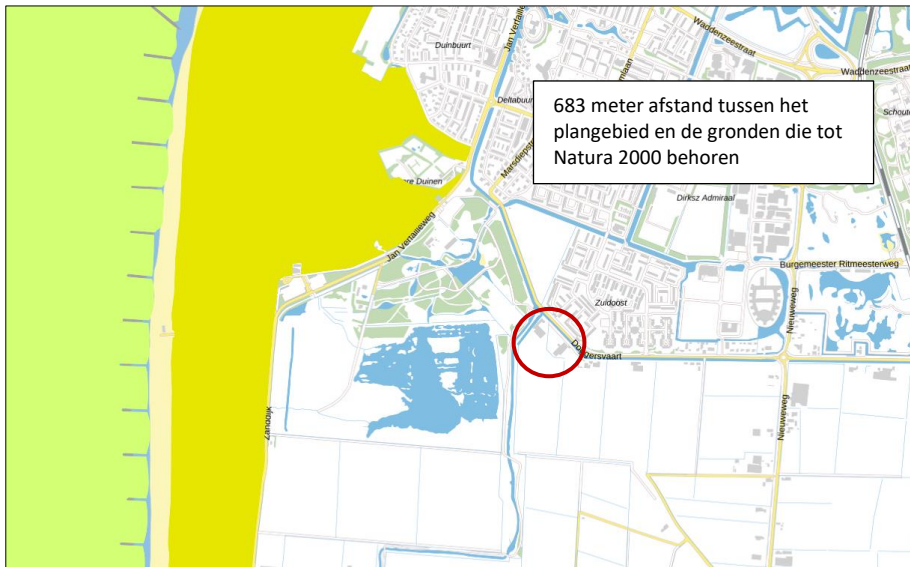 Waddenzeestraat
Duinbuurt
Waddenzeestraat
683 meter afstand tussen het
plangebied en de gronden die tot
Natura 2000 behoren
Dirksz Admiraal
Jan Verfailleweg
Burgemeester Ritmeesterweg
Zuidoost
Nieuweweg
Zanddijk
Nieuweweg